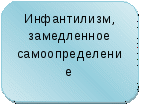 Инфантилизм,
замедленное
самоопределени
е